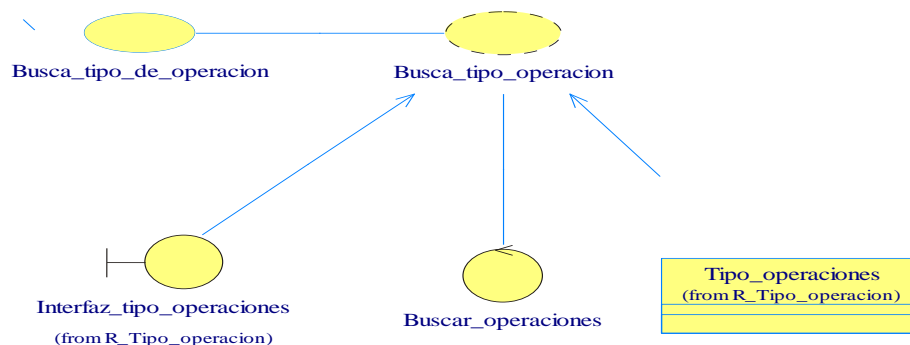 Busca_tipo_de_operacion
Busca_tipo_operacion
Interfaz_tipo_operaciones
(from R_Tipo_operacion)
Buscar_operaciones
Tipo_operaciones
(from R_Tipo_operacion)